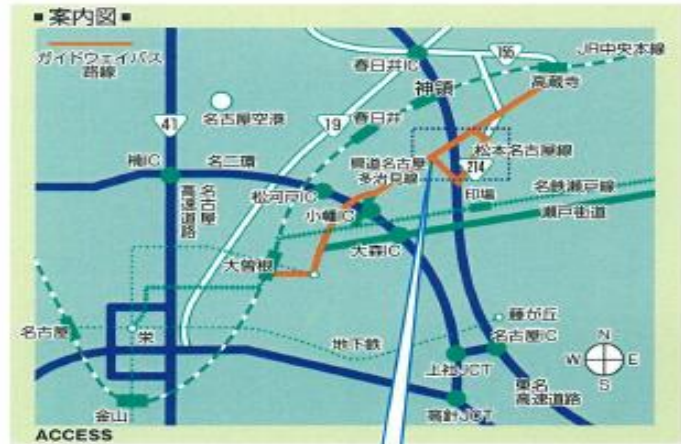 ■案内図■
ガイドウェイバス
路線
155
JR中央本線
春日井IC
高蔵寺
神領
名古屋空港
41
19
春日井
松本名古屋線
214
県道名古屋
多治見線
楠IC
名二環
印場
名鉄瀬戸線
瀬戸街道
松河戸IC
小幡IC
名古屋
高速道路
大森IC
大曽根
藤が丘
名古屋
栄
地下鉄
名古屋IC
N
W
E
S
上社JCT
東名
高速道路
金山
高針JCT
ACCESS